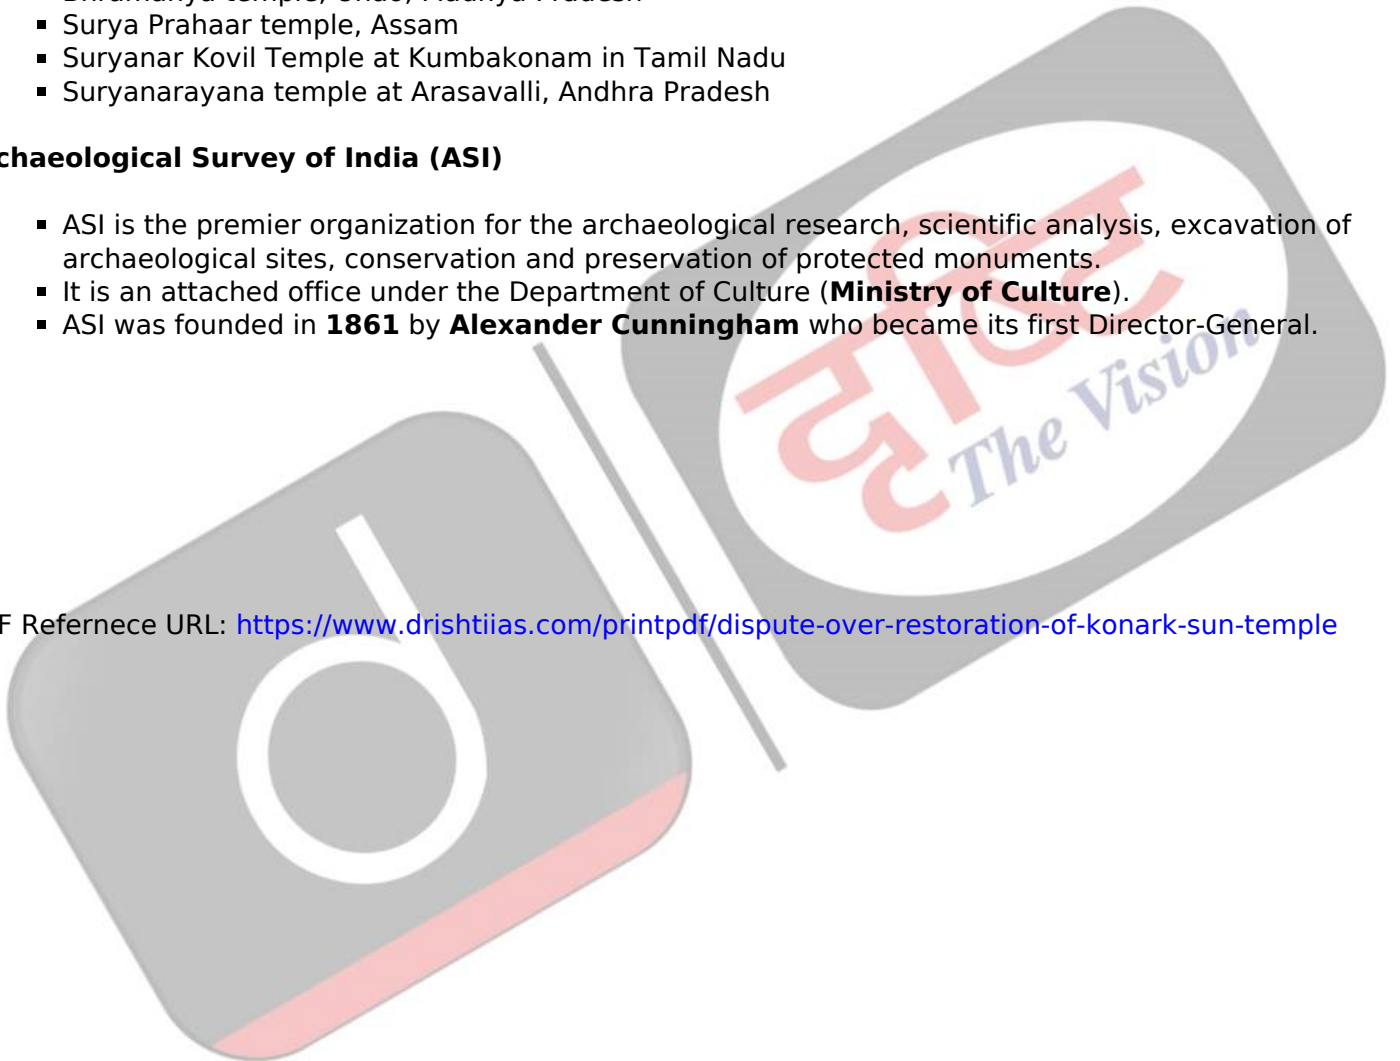 temple, Madhya Pradesh
Surya Prahaar temple, Assam
Suryanar Kovil Temple at Kumbakonam in Tamil Nadu
Suryanarayana temple at Arasavalli, Andhra Pradesh
chaeological Survey of India (ASI)
ASI is the premier organization for the archaeological research, scientific analysis, excavation of
archaeological sites, conservation and preservation of protected monuments.
It is an attached office under the Department of Culture (Ministry of Culture).
ASI was founded in 1861 by Alexander Cunningham who became its first Director-General.
दृष्टि
The Vision
d
F Refernece URL: https://www.drishtiias.com/printpdf/dispute-over-restoration-of-konark-sun-temple